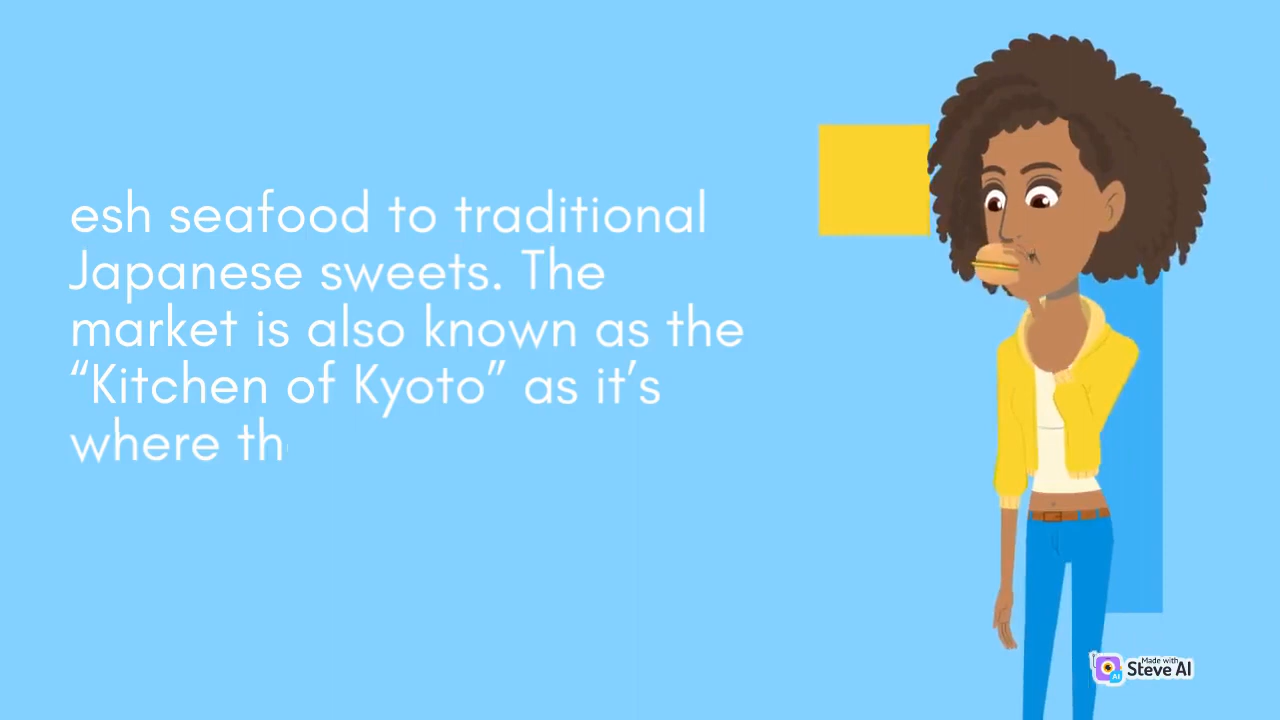 esh seafood to traditional
Japanese sweets. The
market is also known as the
“Kitchen of Kyoto” as it’s
where th
Made with
Steve AI
AI